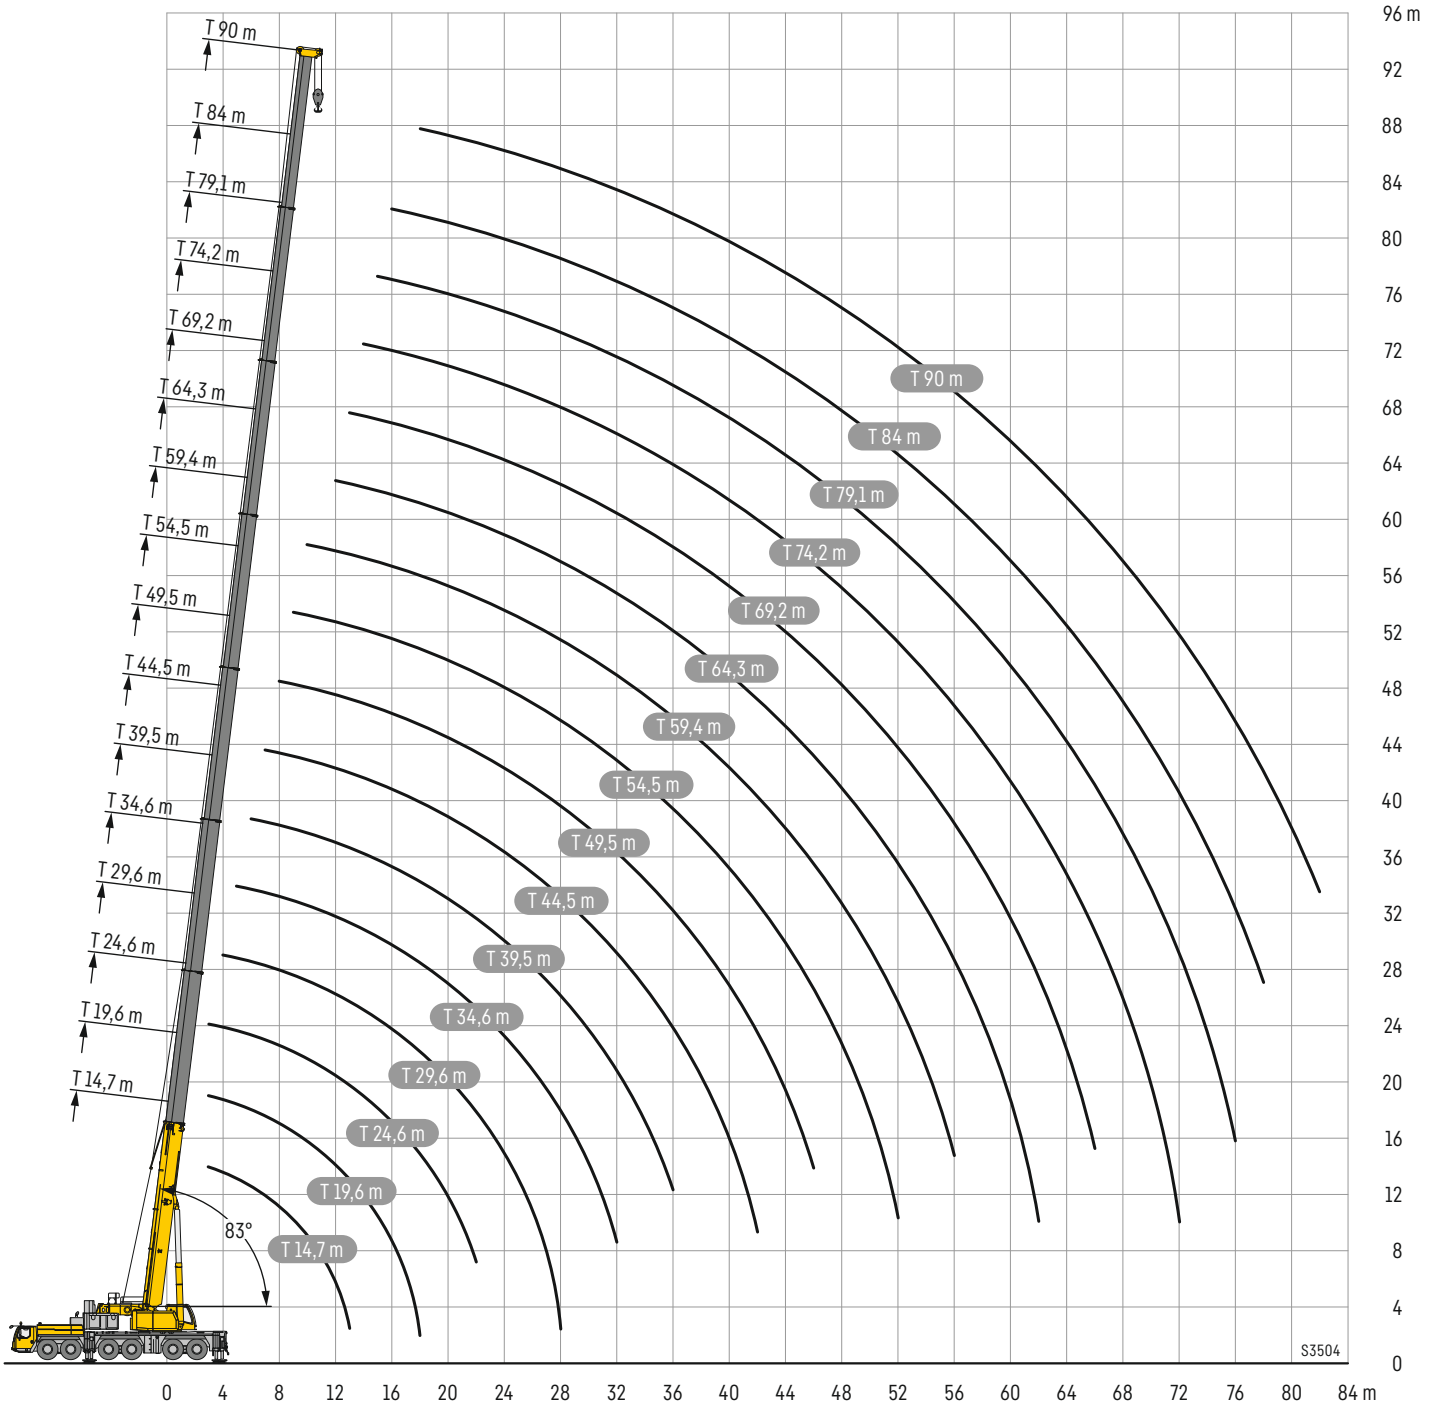 96 m
T 90 m
92
T 84 m
88
T 79,1 m
84
T 74,2 m
80
T 69,2 m
76
T 64,3 m
72
T 90 m
T 59,4 m
68
T 84 m
T 54,5 m
64
T 79,1 m
T 49,5 m
60
T 74,2 m
T 44,5 m
56
T 69,2 m
T 39,5 m
52
T 64,3 m
T 34,6 m
48
T 59,4 m
T 29,6 m
44
T 54,5 m
T 24,6 m
40
T 49,5 m
T 19,6 m
36
T 44,5 m
T 14,7 m
32
T 39,5 m
28
T 34,6 m
24
T 29,6 m
20
T 24,6 m
16
T 19,6 m
12
83°
T 14,7 m
8
4
S3504
0
0 4 8 12 16 20 24 28 32 36 40 44 48 52 56 60 64 68 72 76 80 84 m